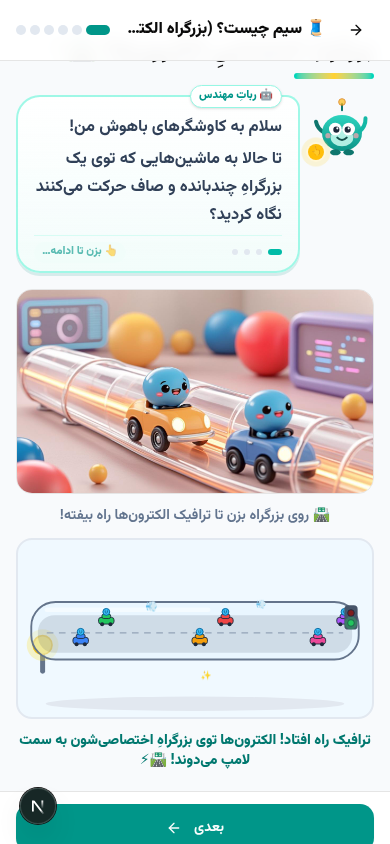 🧵 سیم چیست؟ (بزرگراه الکتـ...
🤖 رباتِ مهندس
سلام به کاوشگرهای باهوش من!
تا حالا به ماشین‌هایی که توی یک
بزرگراهِ چندبانده و صاف حرکت می‌کنند
نگاه کردید؟
👆 بزن تا ادامه...
🛣️ روی بزرگراه بزن تا ترافیک الکترون‌ها راه بیفته!
ترافیک راه افتاد! الکترون‌ها توی بزرگراهِ اختصاصی‌شون به سمت
لامپ می‌دوند! 🛣️⚡
بعدی
N